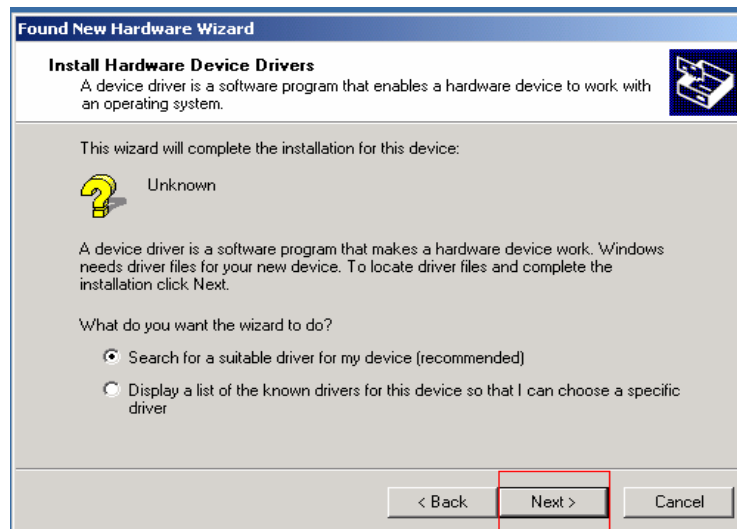 Found New Hardware Wizard
Install Hardware Device Drivers
A device driver is a software program that enables a hardware device to work with
an operating system.
This wizard will complete the installation for this device:
Unknown
A device driver is a software program that makes a hardware device work. Windows
needs driver files for your new device. To locate driver files and complete the
installation click Next.
What do you want the wizard to do?
Search for a suitable driver for my device (recommended)
Display a list of the known drivers for this device so that I can choose a specific
driver
< Back Next > Cancel